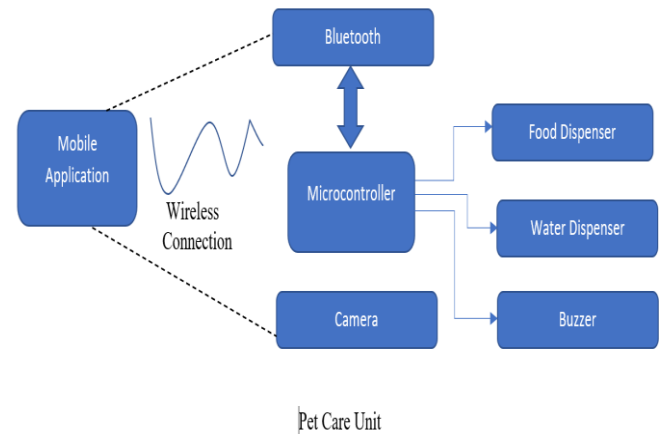 Bluetooth
Mobile
Application
Wireless
Connection
Microcontroller
Food Dispenser
Water Dispenser
Camera
Buzzer
Pet Care Unit